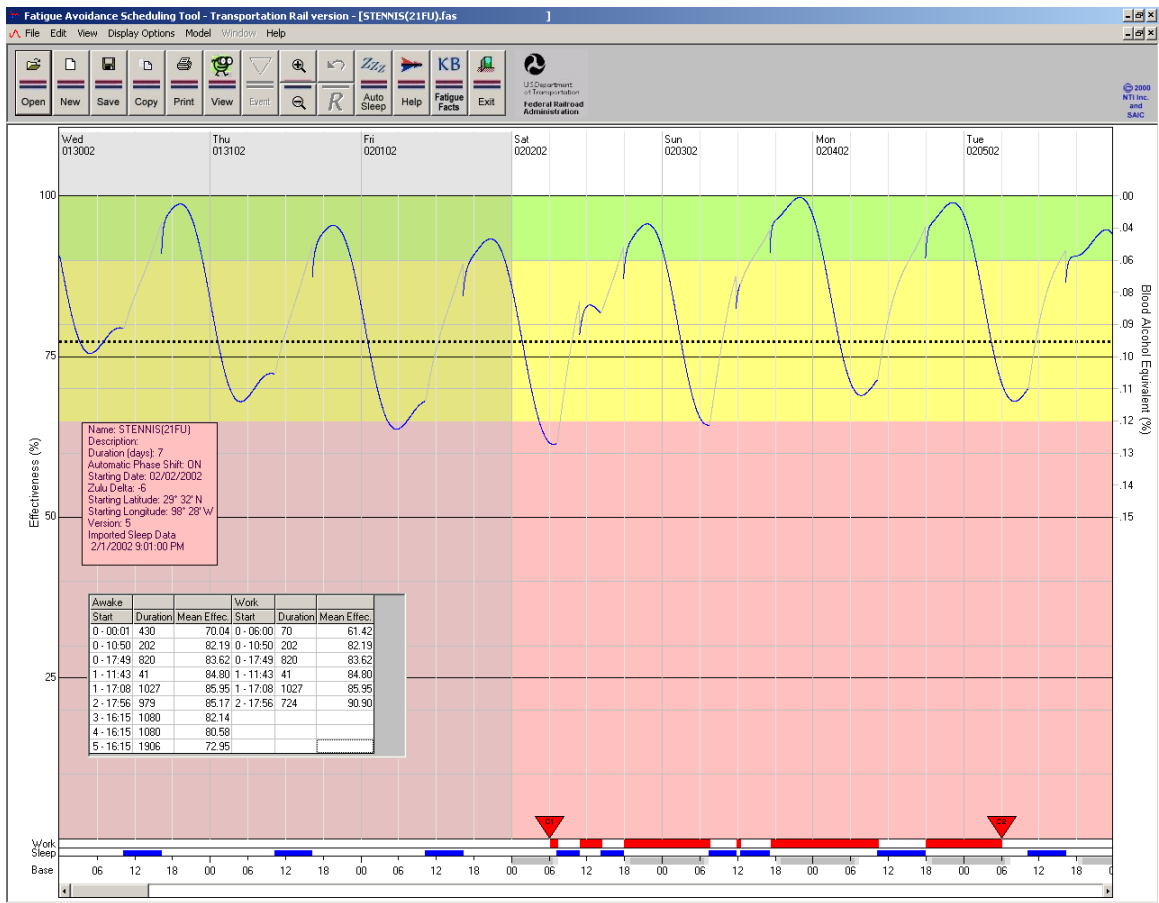 Fatigue Avoidance Scheduling Tool - Transportation Rail version - [STENNIS(21FU).fas ]
File Edit View Display Options Model Window Help
Zzz KB
Open New Save Copy Print View Event R Auto Sleep Help Fatigue Facts Exit
U.S.Department
of Transportation
Federal Railroad
Administration
© 2000
NTI Inc.
and
SAIC
Wed Thu Fri Sat Sun Mon Tue
013002 013102 020102 020202 020302 020402 020502
100 .00
.04
.06
.08
.09
75 .10
.11
.12
.13
.14
50 .15
25
Effectiveness (%)
Blood Alcohol Equivalent (%)
Name: STENNIS(21FU)
Description:
Duration (days): 7
Automatic Phase Shift: ON
Starting Date: 02/02/2002
Zulu Delta: -6
Starting Latitude: 29° 32' N
Starting Longitude: 98° 28' W
Version: 5
Imported Sleep Data
2/1/2002 9:01:00 PM
Awake Work
Start Duration Mean Effec. Start Duration Mean Effec.
0 - 00:01 430 70.04 0 - 06:00 70 61.42
0 - 10:50 202 82.19 0 - 10:50 202 82.19
0 - 17:49 820 83.62 0 - 17:49 820 83.62
1 - 11:43 41 84.80 1 - 11:43 41 84.80
1 - 17:08 1027 85.95 1 - 17:08 1027 85.95
2 - 17:56 979 85.17 2 - 17:56 724 90.90
3 - 16:15 1080 82.14
4 - 16:15 1080 80.58
5 - 16:15 1906 72.95
C1 C2
Work
Sleep
Base 06 12 18 00 06 12 18 00 06 12 18 00 06 12 18 00 06 12 18 00 06 12 18 00 06 12 18